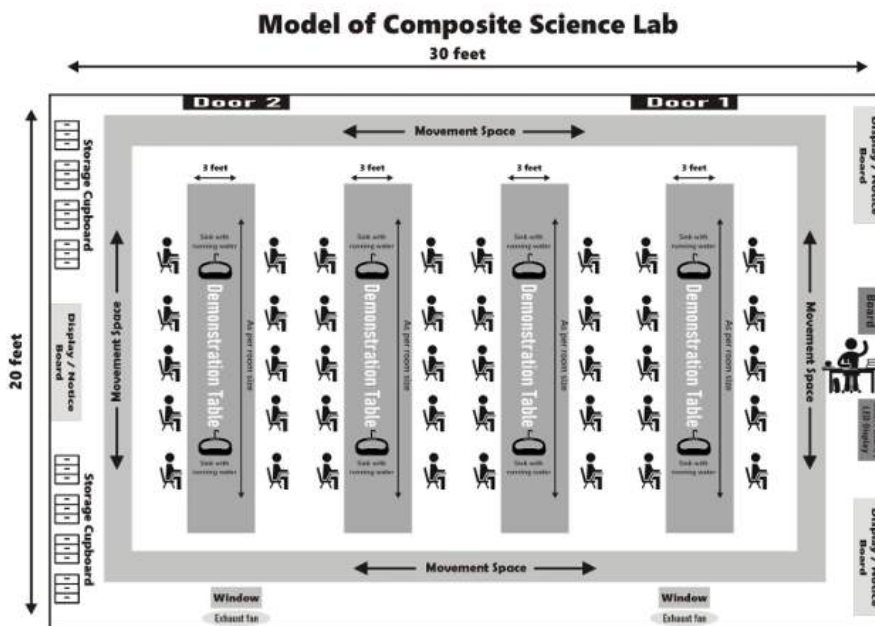 Model of Composite Science Lab
30 feet
Door 2
Door 1
Movement Space
Display / Notice
Board
Storage Cupboard
3 feet
3 feet
3 feet
3 feet
Sink with
running water
Sink with
running water
Sink with
running water
Sink with
running water
20 feet
Movement Space
Demonstration Table
As per room size
Demonstration Table
As per room size
Demonstration Table
As per room size
Demonstration Table
As per room size
Movement Space
Board
Display / Notice
Board
LED Display
Sink with
running water
Sink with
running water
Sink with
running water
Sink with
running water
Storage Cupboard
Display / Notice
Board
Movement Space
Window
Exhaust fan
Window
Exhaust fan